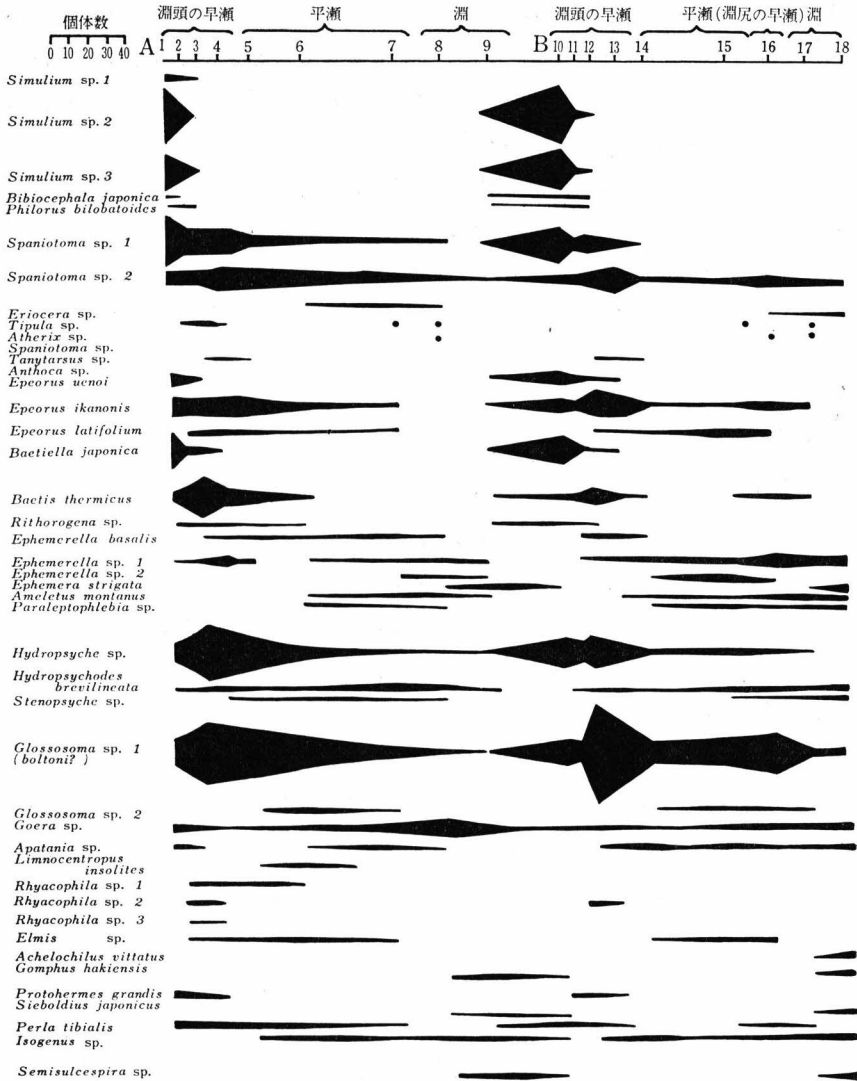 個体数
0 10 20 30 40
淵頭の早瀬 平瀬 淵 淵頭の早瀬 平瀬(淵尻の早瀬)淵
A B
1 2 3 4 5 6 7 8 9 10 11 12 13 14 15 16 17 18
Simulium sp. 1
Simulium sp. 2
Simulium sp. 3
Bibiocephala japonica
Philorus bilobatoides
Spaniotoma sp. 1
Spaniotoma sp. 2
Eriocera sp.
Tipula sp.
Atherix sp.
Spaniotoma sp.
Tanytarsus sp.
Anthoca sp.
Epeorus uenoi
Epeorus ikanonis
Epeorus latifolium
Baetiella japonica
Baetis thermicus
Rithorogena sp.
Ephemerella basalis
Ephemerella sp. 1
Ephemerella sp. 2
Ephemera strigata
Ameletus montanus
Paraleptophlebia sp.
Hydropsyche sp.
Hydropsychodes
brevilineata
Stenopsyche sp.
Glossosoma sp. 1
(boltoni?)
Glossosoma sp. 2
Goera sp.
Apatania sp.
Limnocentropus
insolites
Rhyacophila sp. 1
Rhyacophila sp. 2
Rhyacophila sp. 3
Elmis sp.
Achelochilus vittatus
Gomphus hakiensis
Protohermes grandis
Sieboldius japonicus
Perla tibialis
Isogenus sp.
Semisulcespira sp.